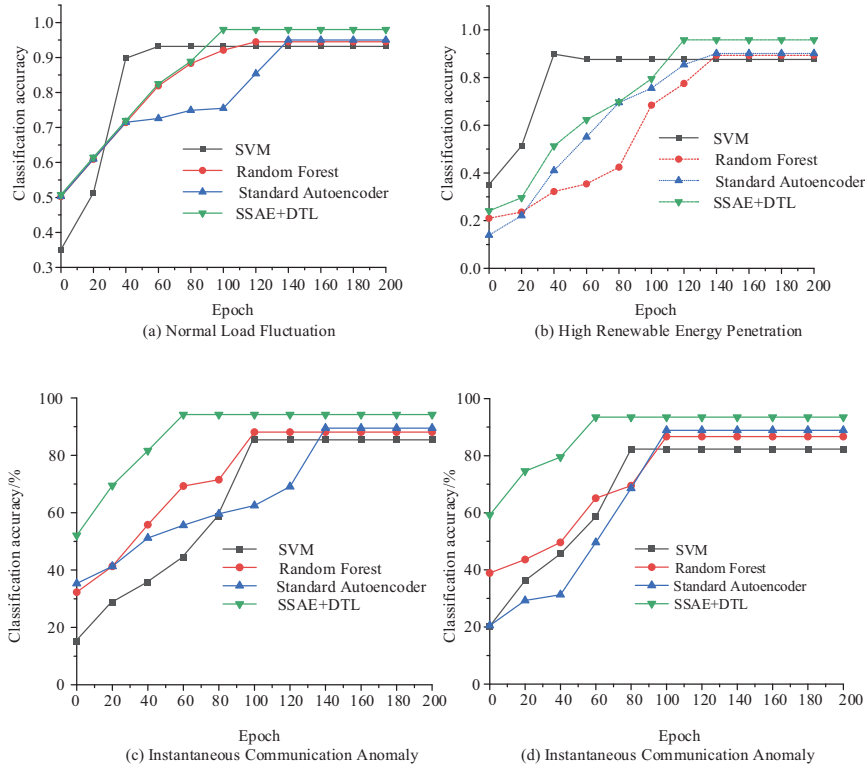 Classification accuracy
1.0
0.9
0.8
0.7
0.6
0.5
0.4
0.3
SVM
Random Forest
Standard Autoencoder
SSAE+DTL
0 20 40 60 80 100 120 140 160 180 200
Epoch
(a) Normal Load Fluctuation
Classification accuracy
1.0
0.8
0.6
0.4
0.2
0.0
SVM
Random Forest
Standard Autoencoder
SSAE+DTL
0 20 40 60 80 100 120 140 160 180 200
Epoch
(b) High Renewable Energy Penetration
Classification accuracy/%
100
80
60
40
20
0
SVM
Random Forest
Standard Autoencoder
SSAE+DTL
0 20 40 60 80 100 120 140 160 180 200
Epoch
(c) Instantaneous Communication Anomaly
Classification accuracy/%
100
80
60
40
20
0
SVM
Random Forest
Standard Autoencoder
SSAE+DTL
0 20 40 60 80 100 120 140 160 180 200
Epoch
(d) Instantaneous Communication Anomaly